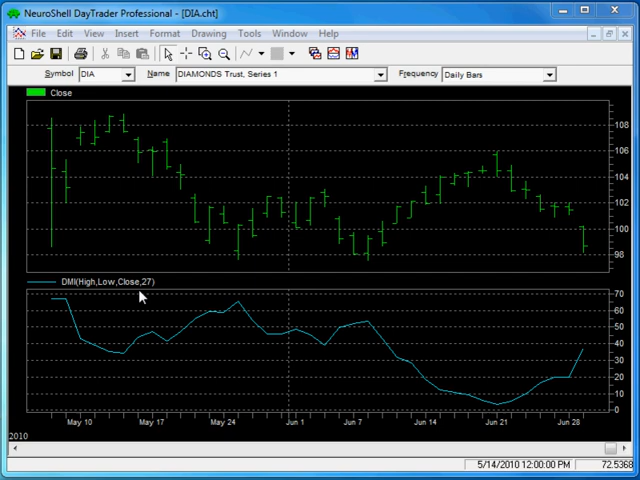 NeuroShell DayTrader Professional - [DIA.cht]
File Edit View Insert Format Drawing Tools Window Help
Symbol DIA Name DIAMONDS Trust, Series 1 Frequency Daily Bars
Close
108
106
104
102
100
98
DMI(High,Low,Close,27)
70
60
50
40
30
20
10
0
May 10 May 17 May 24 Jun 1 Jun 7 Jun 14 Jun 21 Jun 28
2010
5/14/2010 12:00:00 PM 72.5368